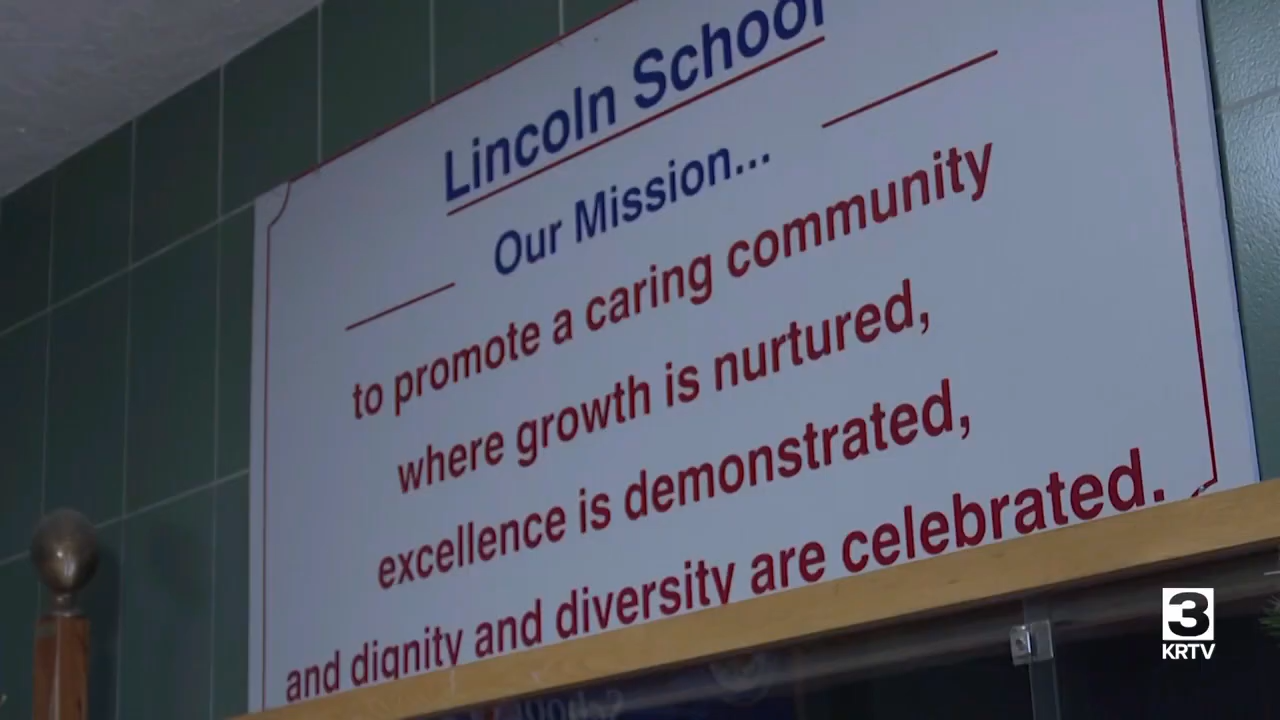 Lincoln School
Our Mission...
to promote a caring community
where growth is nurtured,
excellence is demonstrated,
and dignity and diversity are celebrated.
3
KRTV